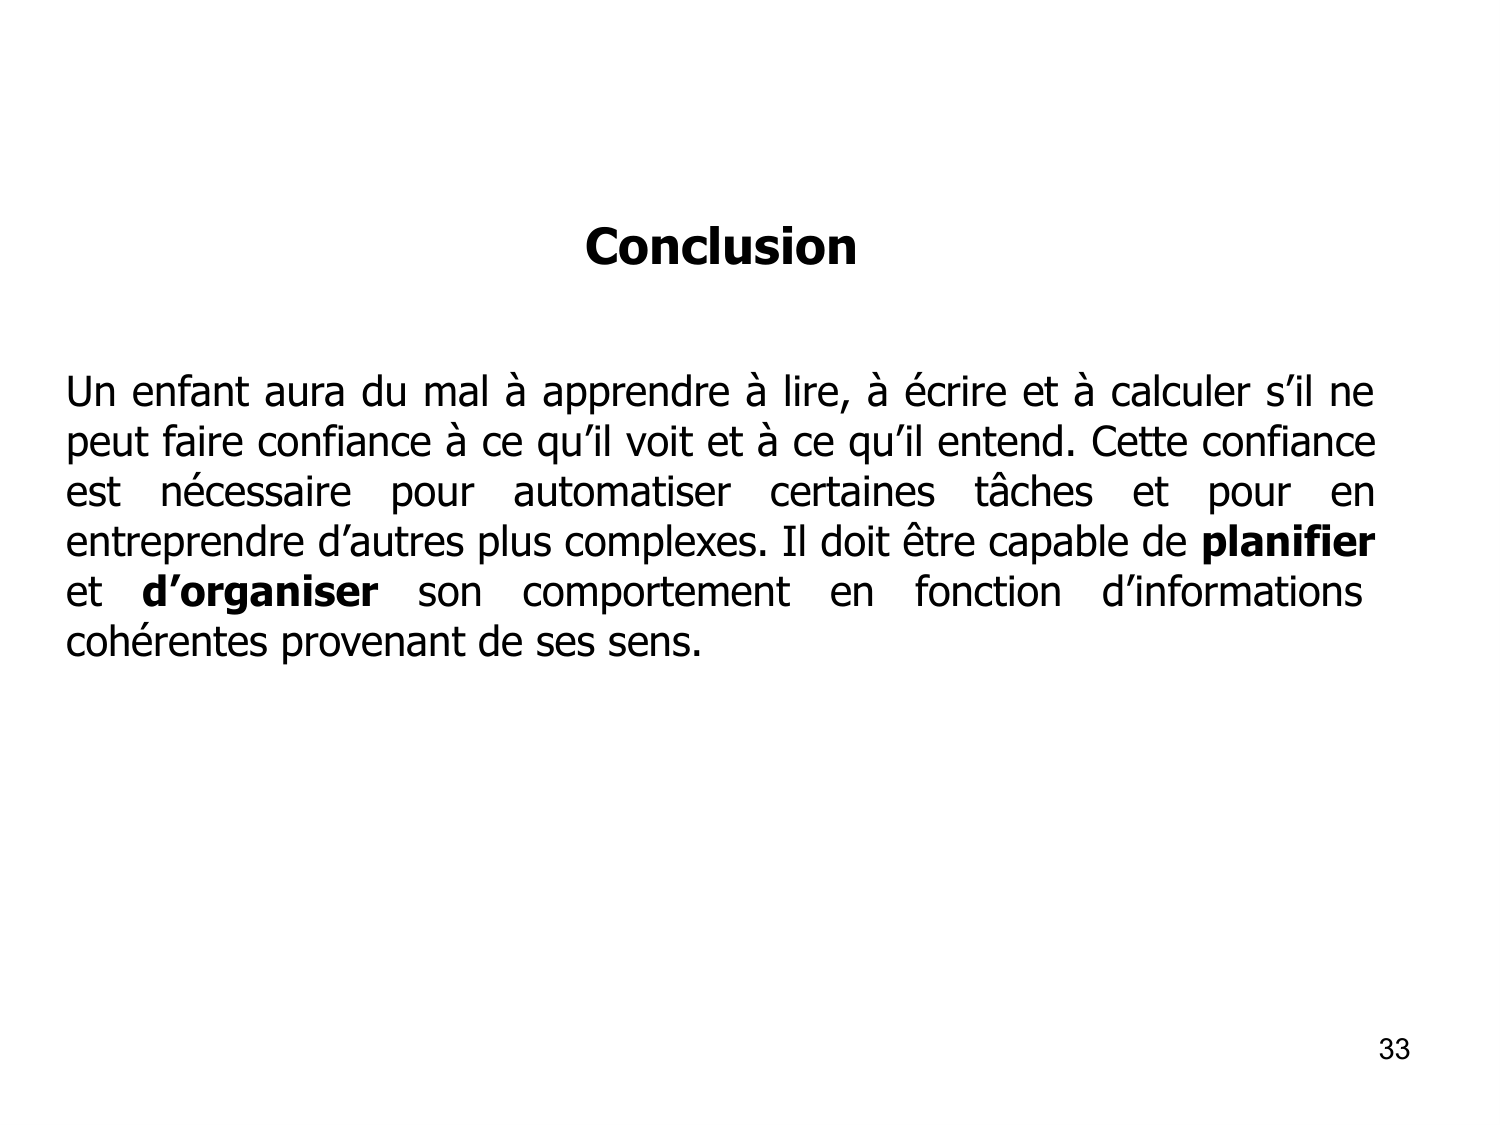 Conclusion
Un enfant aura du mal à apprendre à lire, à écrire et à calculer s’il ne
peut faire confiance à ce qu’il voit et à ce qu’il entend. Cette confiance
est nécessaire pour automatiser certaines tâches et pour en
entreprendre d’autres plus complexes. Il doit être capable de planifier
et d’organiser son comportement en fonction d’informations
cohérentes provenant de ses sens.
33